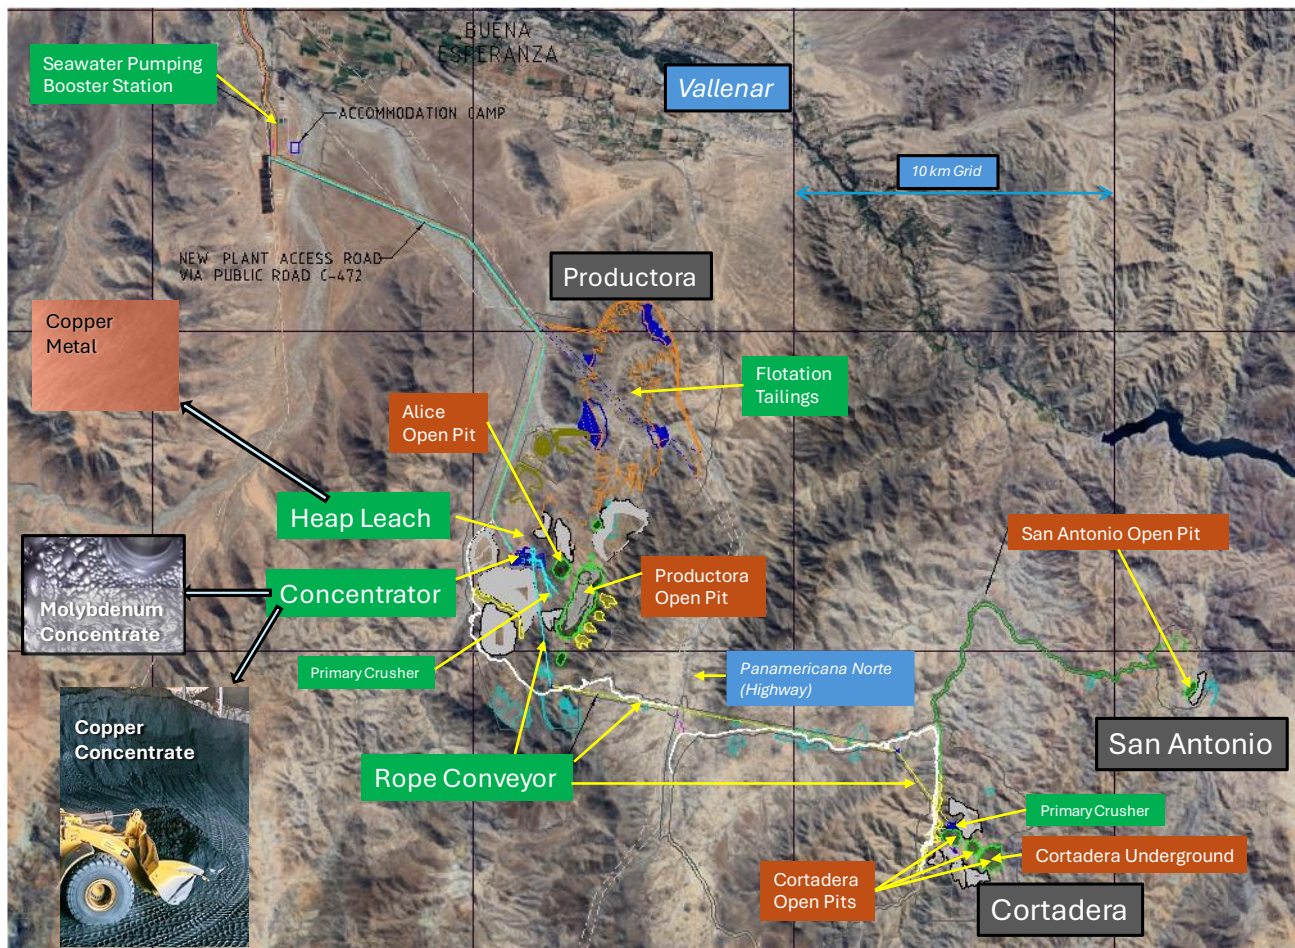 BUENA
ESPERANZA
Seawater Pumping
Booster Station
Vallenar
ACCOMMODATION CAMP
10 km Grid
NEW PLANT ACCESS ROAD
VIA PUBLIC ROAD C-472
Productora
Copper
Metal
Flotation
Tailings
Alice
Open Pit
Heap Leach
San Antonio Open Pit
Molybdenum
Concentrate
Concentrator
Productora
Open Pit
Primary Crusher
Panamericana Norte
(Highway)
Copper
Concentrate
San Antonio
Rope Conveyor
Primary Crusher
Cortadera Underground
Cortadera
Open Pits
Cortadera